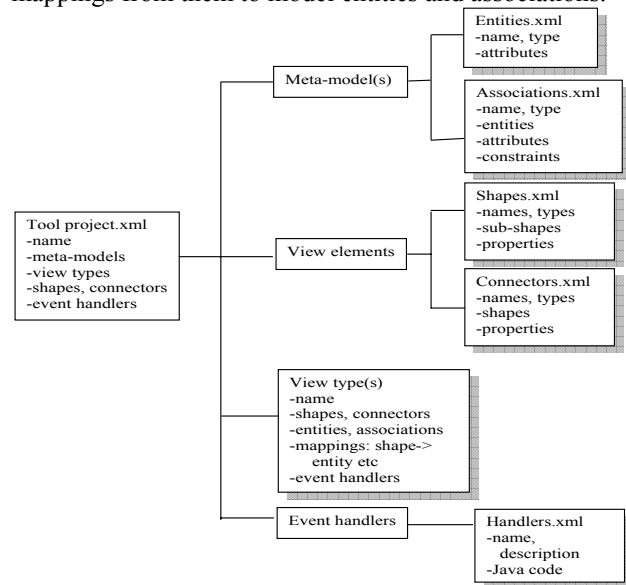 mappings from them to model entities and associations.
Entities.xml
-name, type
-attributes
Meta-model(s)
Associations.xml
-name, type
-entities
-attributes
-constraints
Tool project.xml
-name
-meta-models
-view types
-shapes, connectors
-event handlers
View elements
Shapes.xml
-names, types
-sub-shapes
-properties
Connectors.xml
-names, types
-shapes
-properties
View type(s)
-name
-shapes, connectors
-entities, associations
-mappings: shape->
entity etc
-event handlers
Event handlers
Handlers.xml
-name,
description
-Java code